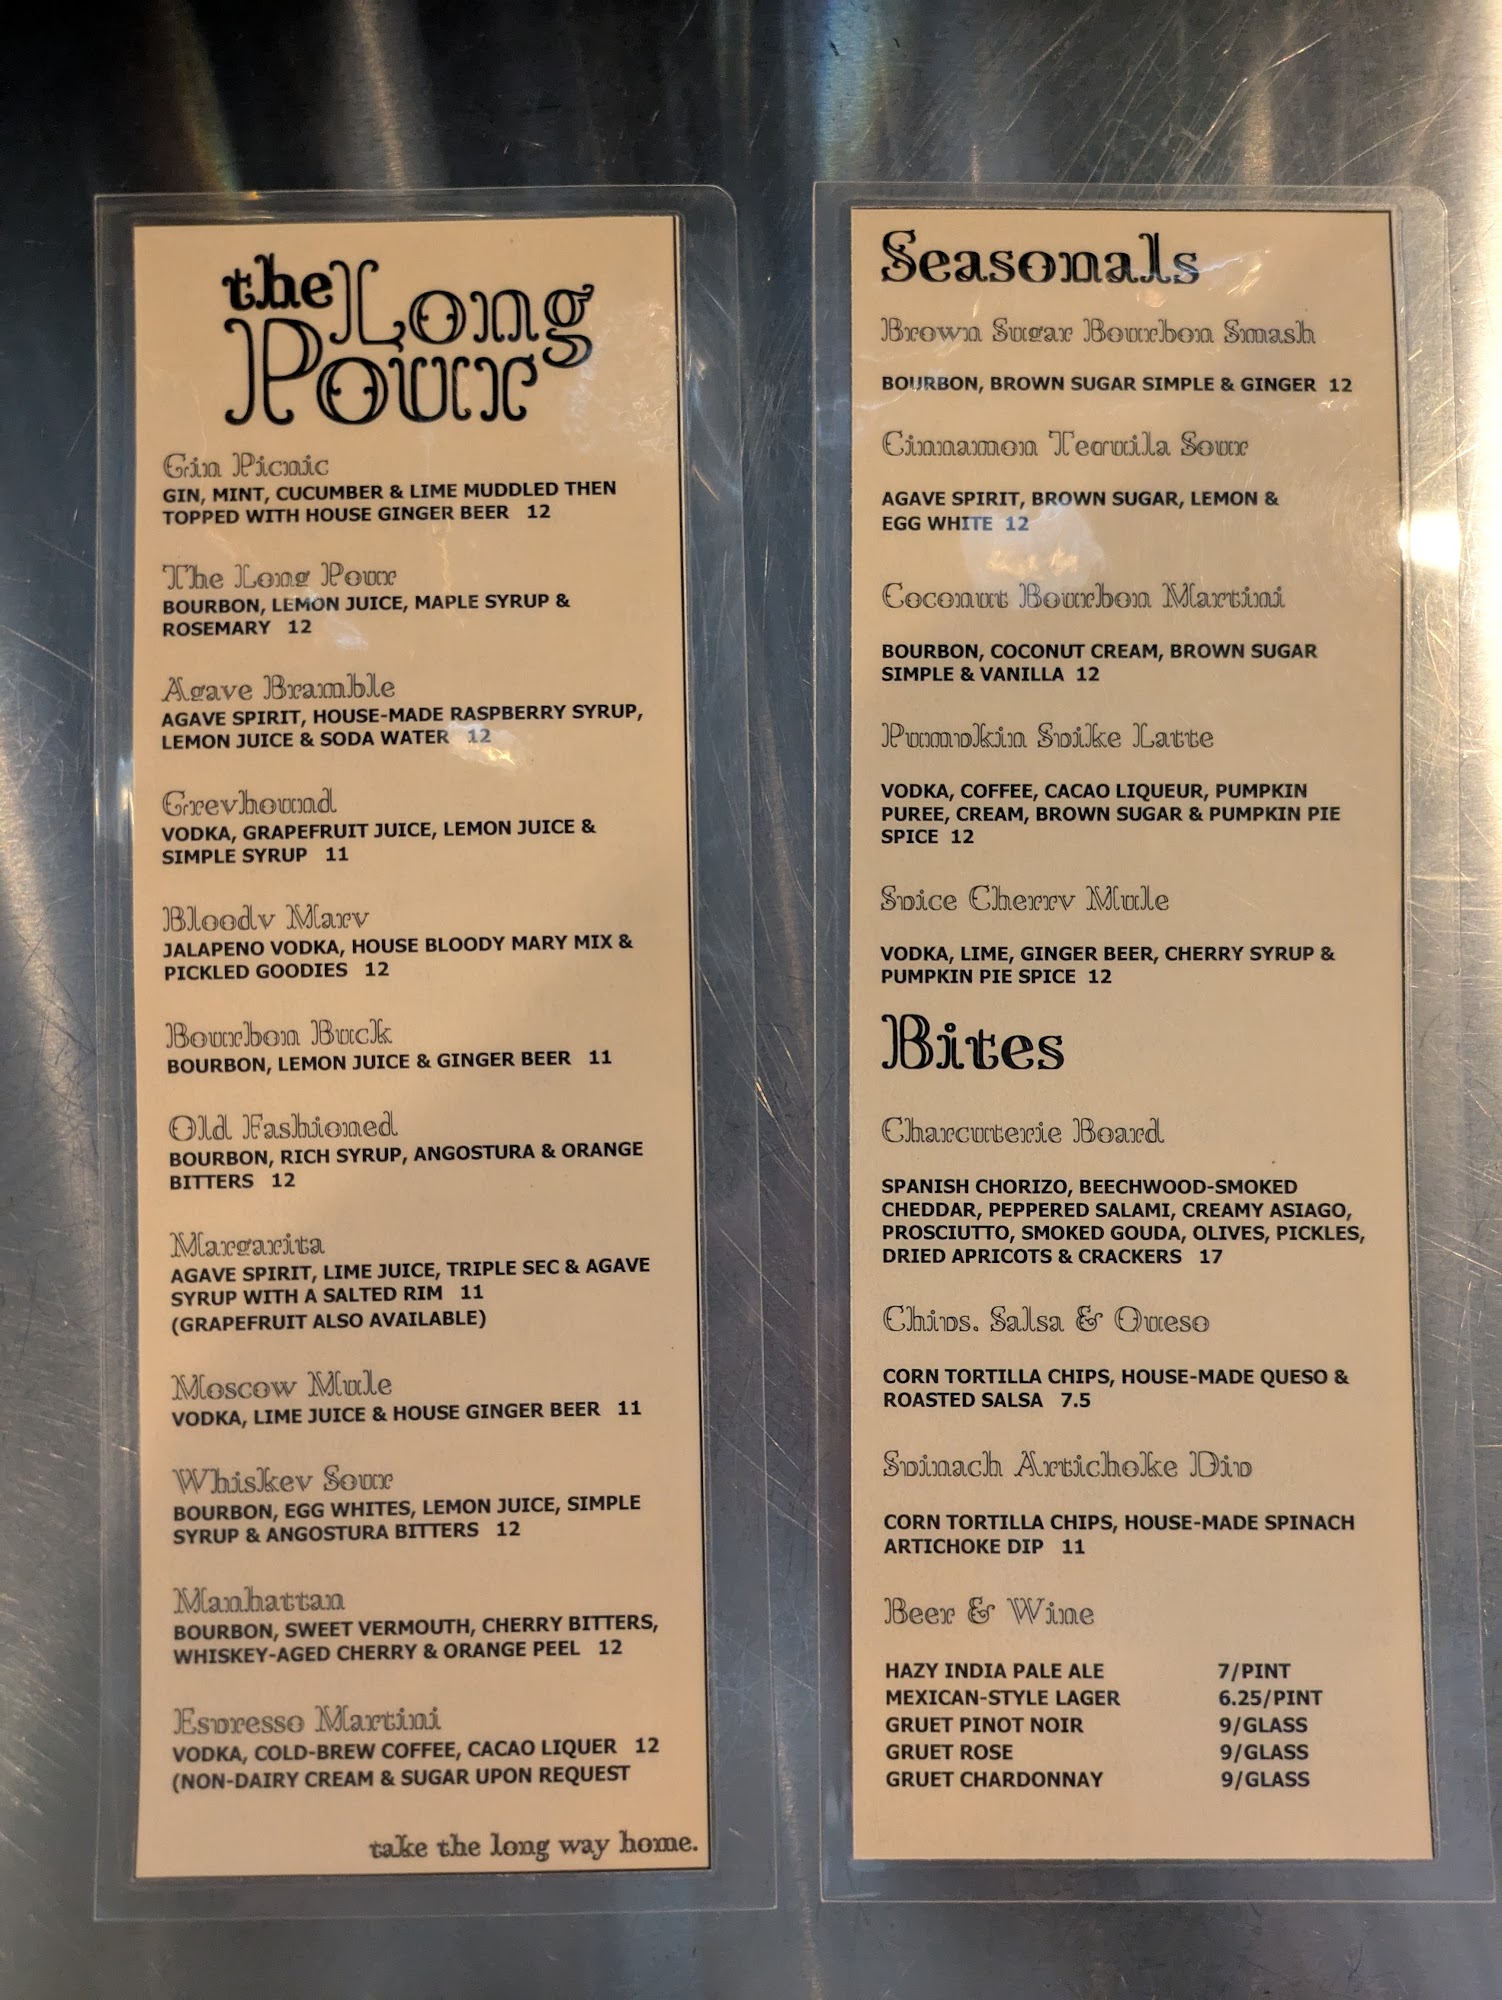 the Long
Pour
Gin Picnic
GIN, MINT, CUCUMBER & LIME MUDDLED THEN
TOPPED WITH HOUSE GINGER BEER 12
The Long Pour
BOURBON, LEMON JUICE, MAPLE SYRUP &
ROSEMARY 12
Agave Bramble
AGAVE SPIRIT, HOUSE-MADE RASPBERRY SYRUP,
LEMON JUICE & SODA WATER 12
Greyhound
VODKA, GRAPEFRUIT JUICE, LEMON JUICE &
SIMPLE SYRUP 11
Bloody Mary
JALAPENO VODKA, HOUSE BLOODY MARY MIX &
PICKLED GOODIES 12
Bourbon Buck
BOURBON, LEMON JUICE & GINGER BEER 11
Old Fashioned
BOURBON, RICH SYRUP, ANGOSTURA & ORANGE
BITTERS 12
Margarita
AGAVE SPIRIT, LIME JUICE, TRIPLE SEC & AGAVE
SYRUP WITH A SALTED RIM 11
(GRAPEFRUIT ALSO AVAILABLE)
Moscow Mule
VODKA, LIME JUICE & HOUSE GINGER BEER 11
Whiskey Sour
BOURBON, EGG WHITES, LEMON JUICE, SIMPLE
SYRUP & ANGOSTURA BITTERS 12
Manhattan
BOURBON, SWEET VERMOUTH, CHERRY BITTERS,
WHISKEY-AGED CHERRY & ORANGE PEEL 12
Espresso Martini
VODKA, COLD-BREW COFFEE, CACAO LIQUER 12
(NON-DAIRY CREAM & SUGAR UPON REQUEST
take the long way home.
Seasonals
Brown Sugar Bourbon Smash
BOURBON, BROWN SUGAR SIMPLE & GINGER 12
Cinnamon Tequila Sour
AGAVE SPIRIT, BROWN SUGAR, LEMON &
EGG WHITE 12
Coconut Bourbon Martini
BOURBON, COCONUT CREAM, BROWN SUGAR
SIMPLE & VANILLA 12
Pumpkin Spike Latte
VODKA, COFFEE, CACAO LIQUEUR, PUMPKIN
PUREE, CREAM, BROWN SUGAR & PUMPKIN PIE
SPICE 12
Spice Cherry Mule
VODKA, LIME, GINGER BEER, CHERRY SYRUP &
PUMPKIN PIE SPICE 12
Bites
Charcuterie Board
SPANISH CHORIZO, BEECHWOOD-SMOKED
CHEDDAR, PEPPERED SALAMI, CREAMY ASIAGO,
PROSCIUTTO, SMOKED GOUDA, OLIVES, PICKLES,
DRIED APRICOTS & CRACKERS 17
Chips, Salsa & Queso
CORN TORTILLA CHIPS, HOUSE-MADE QUESO &
ROASTED SALSA 7.5
Spinach Artichoke Dip
CORN TORTILLA CHIPS, HOUSE-MADE SPINACH
ARTICHOKE DIP 11
Beer & Wine
HAZY INDIA PALE ALE 7/PINT
MEXICAN-STYLE LAGER 6.25/PINT
GRUET PINOT NOIR 9/GLASS
GRUET ROSE 9/GLASS
GRUET CHARDONNAY 9/GLASS